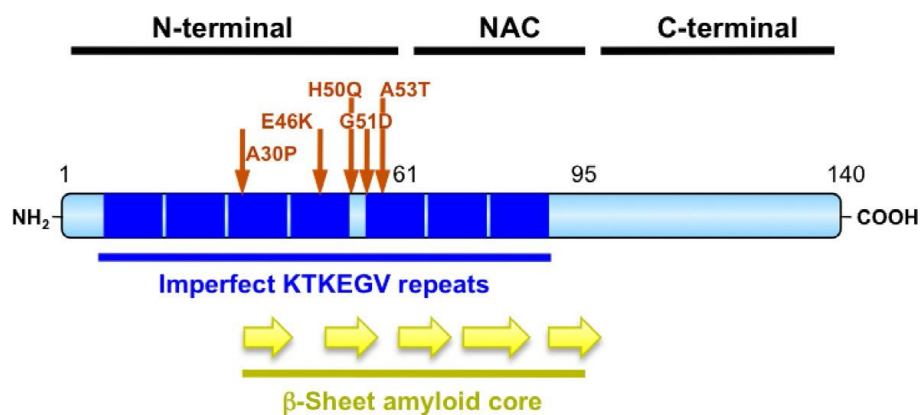 N-terminal NAC C-terminal
H50Q A53T
E46K G51D
A30P
1 61 95 140
NH2 COOH
Imperfect KTKEGV repeats
β-Sheet amyloid core